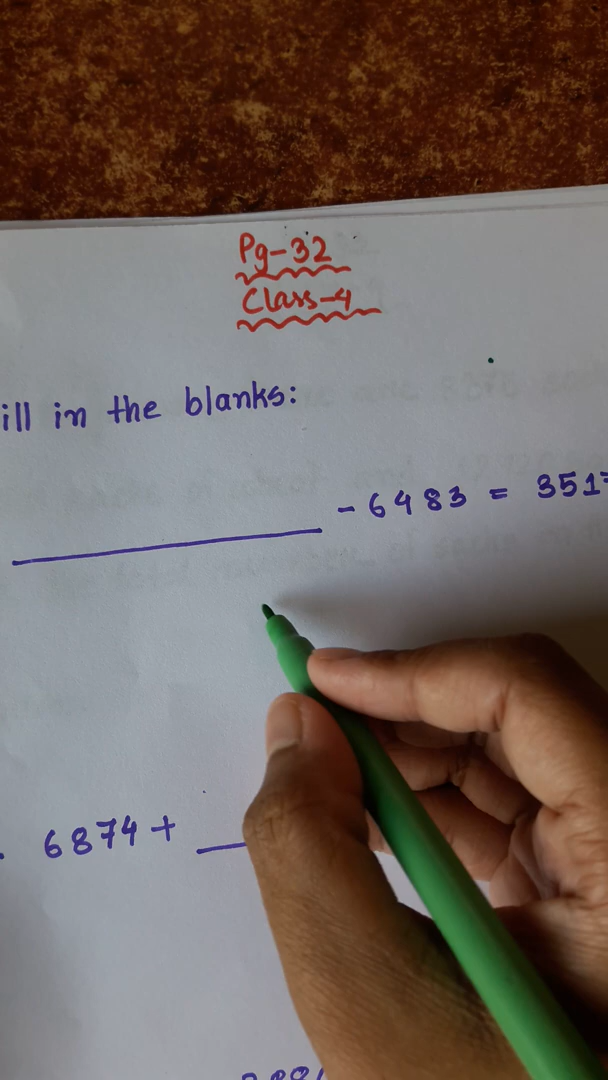 Pg-32
Class-4
ill in the blanks:
- 6483 = 351
6874 +